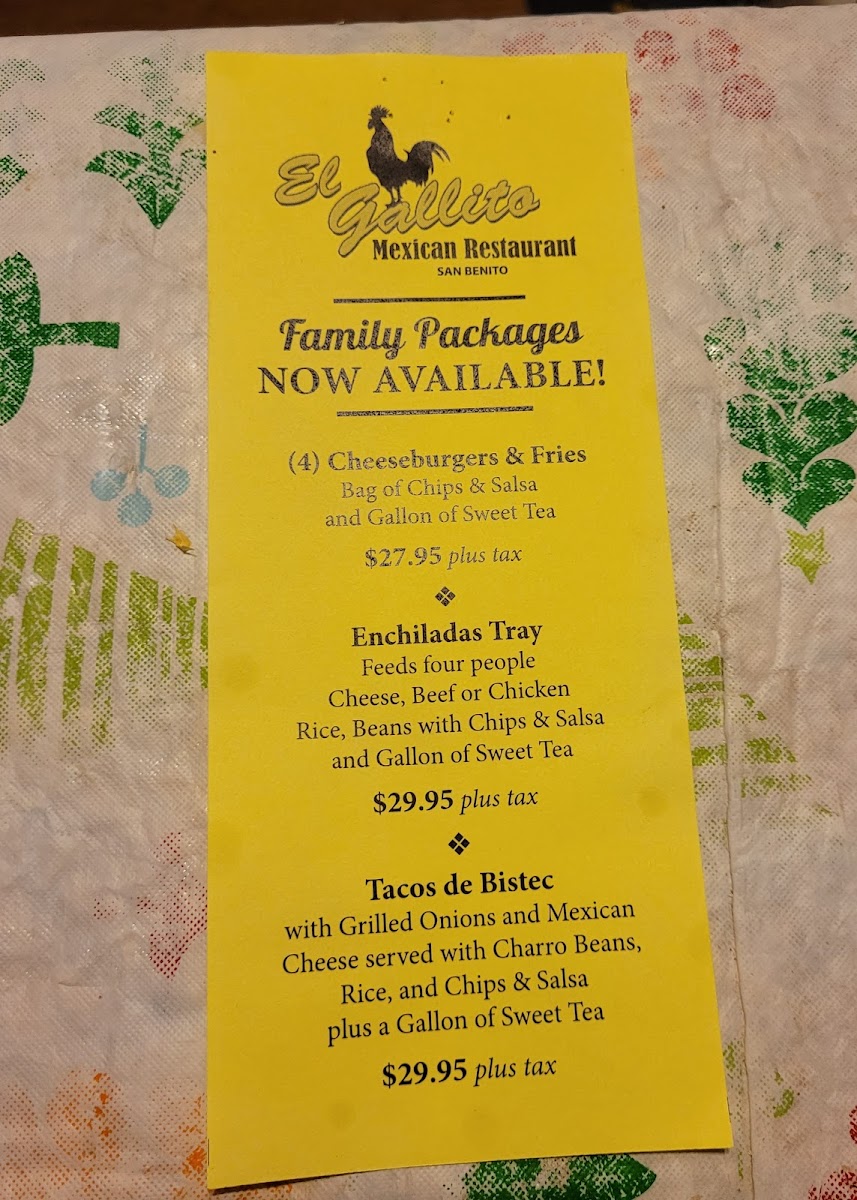 El
Gallito
Mexican Restaurant
SAN BENITO
Family Packages
NOW AVAILABLE!
(4) Cheeseburgers & Fries
Bag of Chips & Salsa
and Gallon of Sweet Tea
$27.95 plus tax
Enchiladas Tray
Feeds four people
Cheese, Beef or Chicken
Rice, Beans with Chips & Salsa
and Gallon of Sweet Tea
$29.95 plus tax
Tacos de Bistec
with Grilled Onions and Mexican
Cheese served with Charro Beans,
Rice, and Chips & Salsa
plus a Gallon of Sweet Tea
$29.95 plus tax